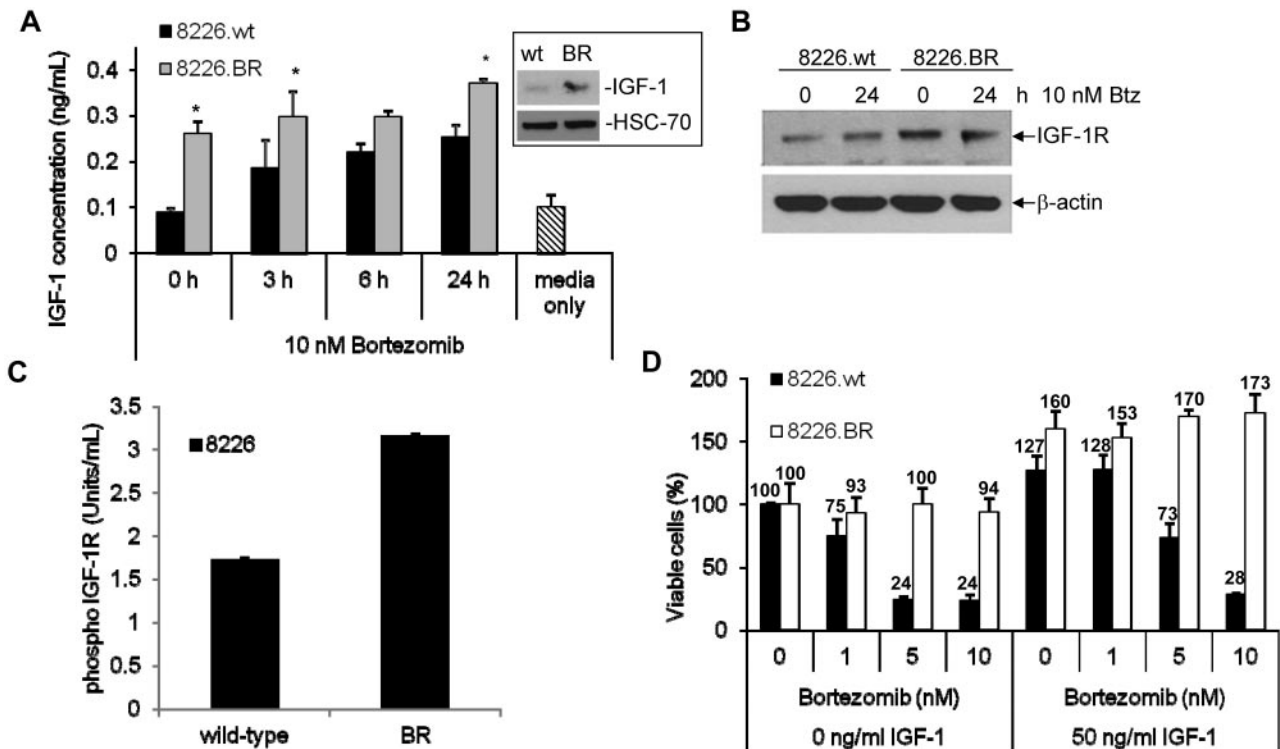 A
8226.wt
8226.BR
IGF-1 concentration (ng/mL)
0.4
0.3
0.2
0.1
0
*
*
*
0 h
3 h
6 h
24 h
media only
10 nM Bortezomib
wt BR
-IGF-1
-HSC-70
B
8226.wt 8226.BR
0 24 0 24 h 10 nM Btz
IGF-1R
β-actin
C
phospho IGF-1R (Units/mL)
3.5
3
2.5
2
1.5
1
0.5
0
8226
wild-type BR
D
8226.wt
8226.BR
Viable cells (%)
200
150
100
50
0
100 100 75 93 24 100 24 94 127 160 128 153 73 170 28 173
0 1 5 10 0 1 5 10
Bortezomib (nM) Bortezomib (nM)
0 ng/ml IGF-1 50 ng/ml IGF-1